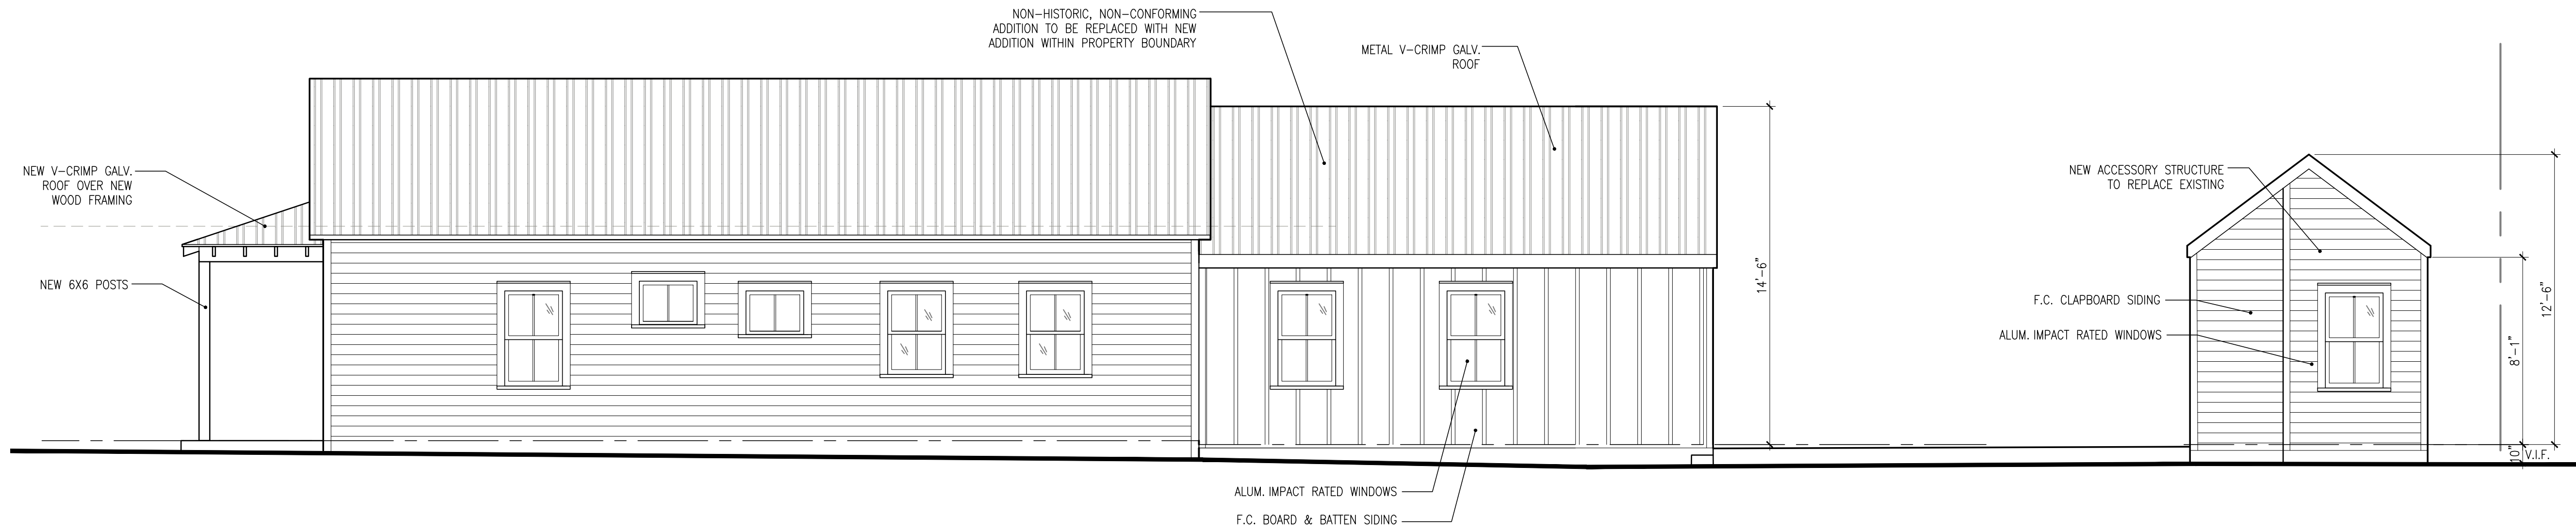 NON-HISTORIC, NON-CONFORMING
ADDITION TO BE REPLACED WITH NEW
ADDITION WITHIN PROPERTY BOUNDARY
METAL V-CRIMP GALV.
ROOF
NEW V-CRIMP GALV.
ROOF OVER NEW
WOOD FRAMING
NEW 6X6 POSTS
14'-6"
NEW ACCESSORY STRUCTURE
TO REPLACE EXISTING
F.C. CLAPBOARD SIDING
ALUM. IMPACT RATED WINDOWS
12'-6"
8'-1"
10"
V.I.F.
ALUM. IMPACT RATED WINDOWS
F.C. BOARD & BATTEN SIDING